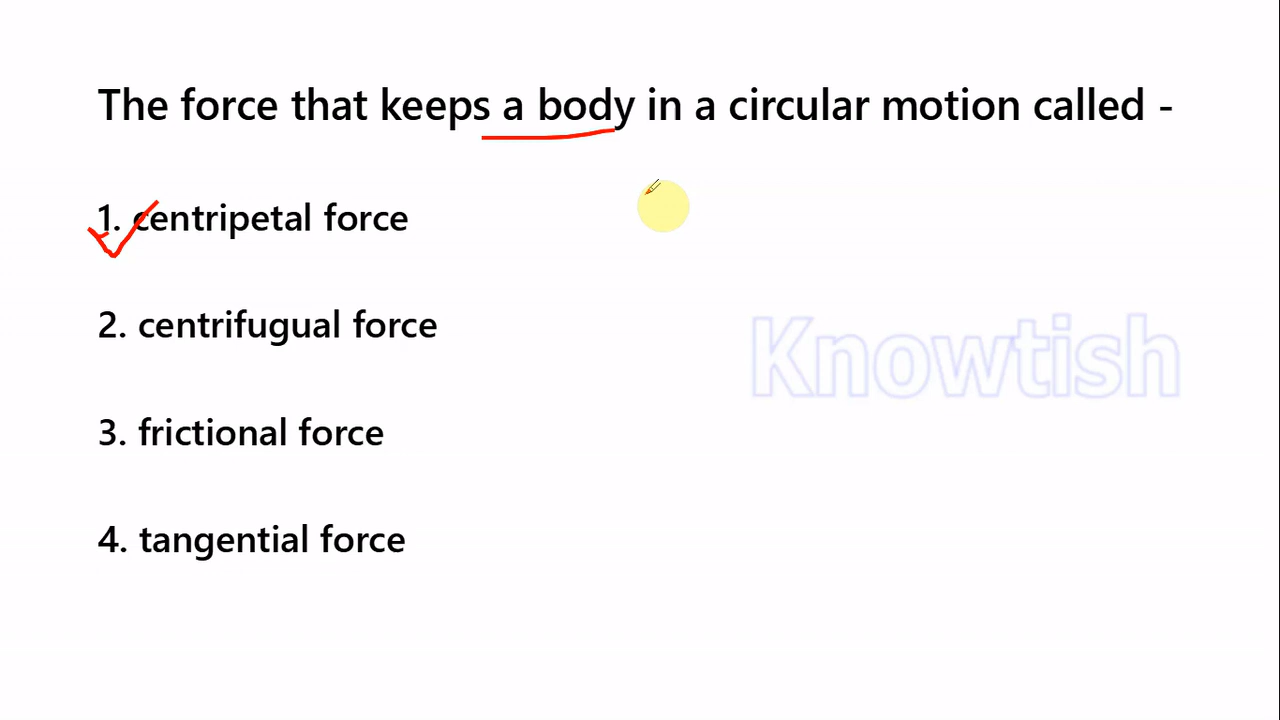 The force that keeps a body in a circular motion called -
1. centripetal force
2. centrifugual force
3. frictional force
4. tangential force
Knowtish